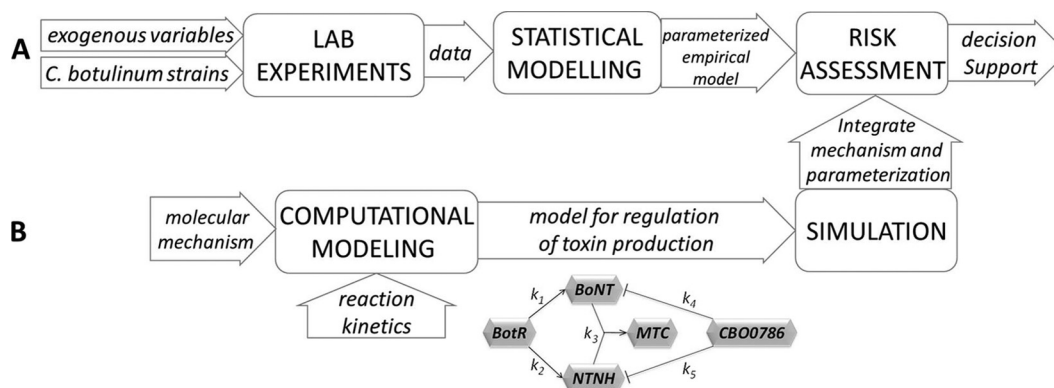 A
exogenous variables
C. botulinum strains
LAB
EXPERIMENTS
data
STATISTICAL
MODELLING
parameterized
empirical
model
RISK
ASSESSMENT
decision
Support
Integrate
mechanism and
parameterization
B
molecular
mechanism
COMPUTATIONAL
MODELING
model for regulation
of toxin production
SIMULATION
reaction
kinetics
k1
BoNT
k4
BotR
k3
MTC
CBO0786
k2
NTNH
k5